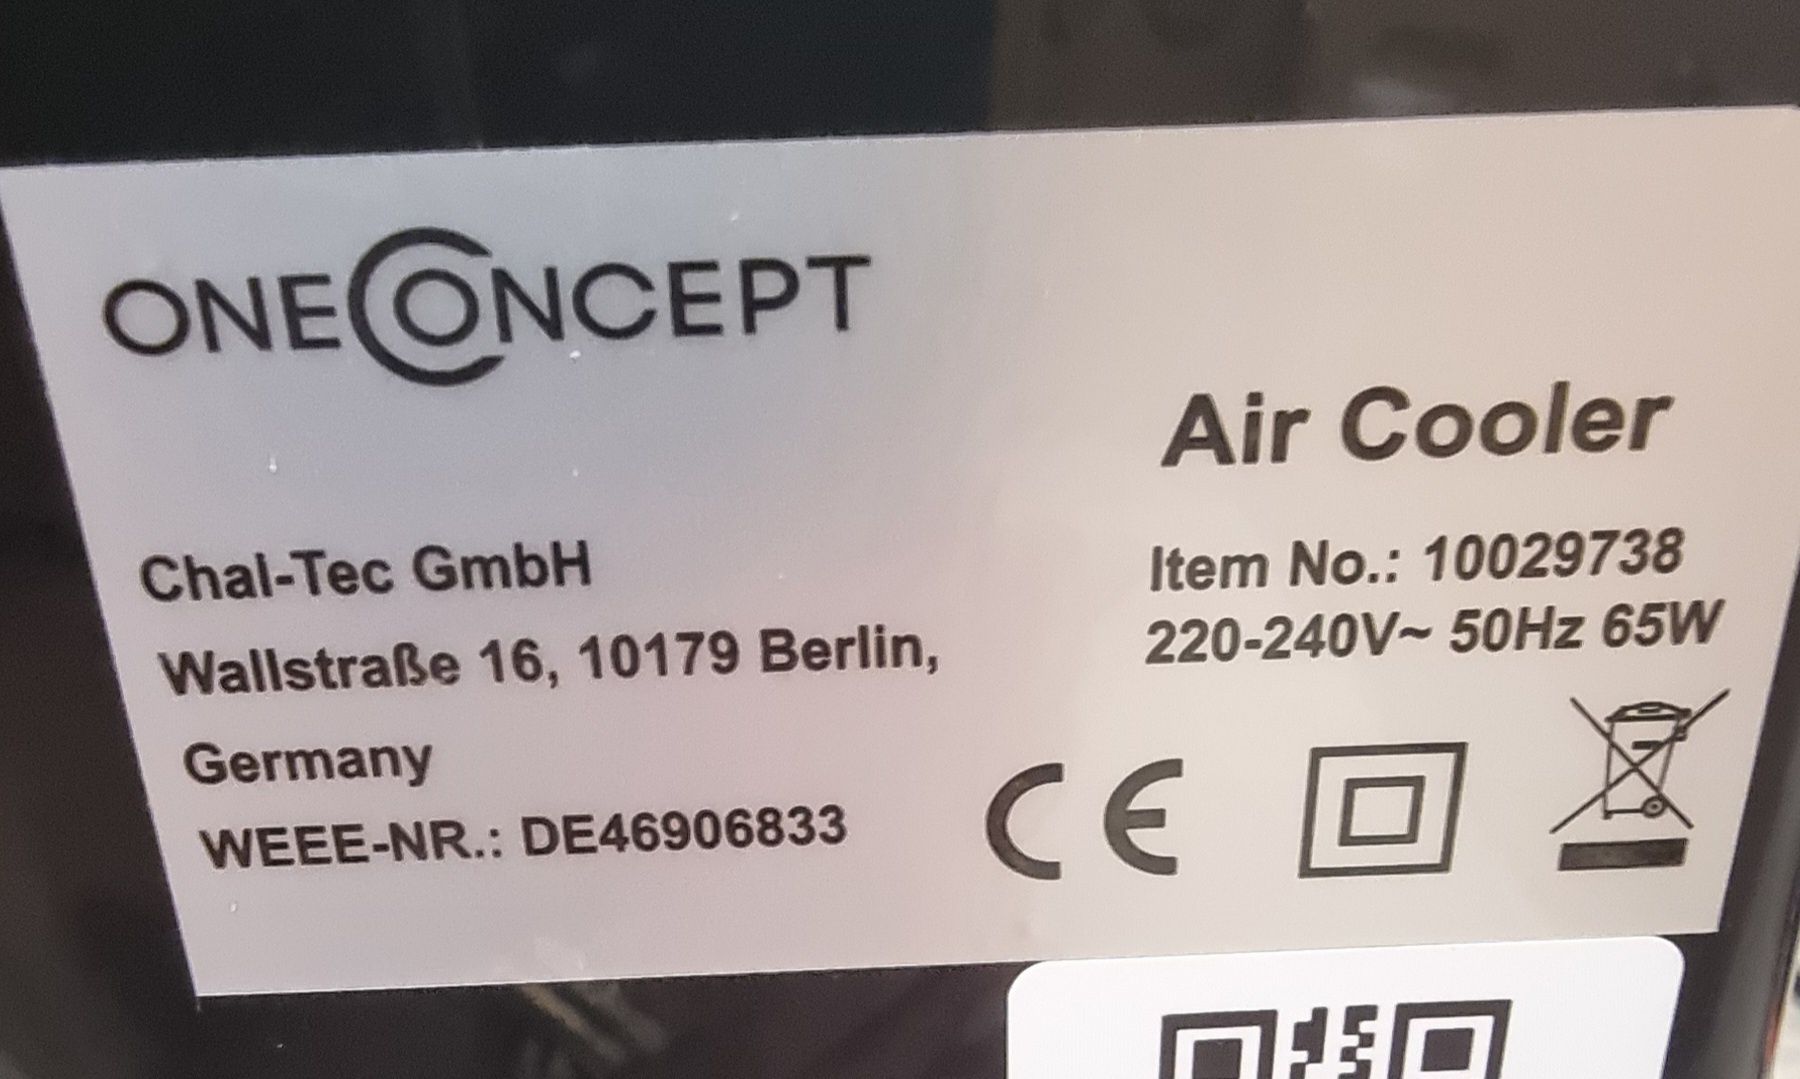 ONECONCEPT
Air Cooler
Chal-Tec GmbH
Wallstraße 16, 10179 Berlin,
Germany
WEEE-NR.: DE46906833
Item No.: 10029738
220-240V~ 50Hz 65W
CE